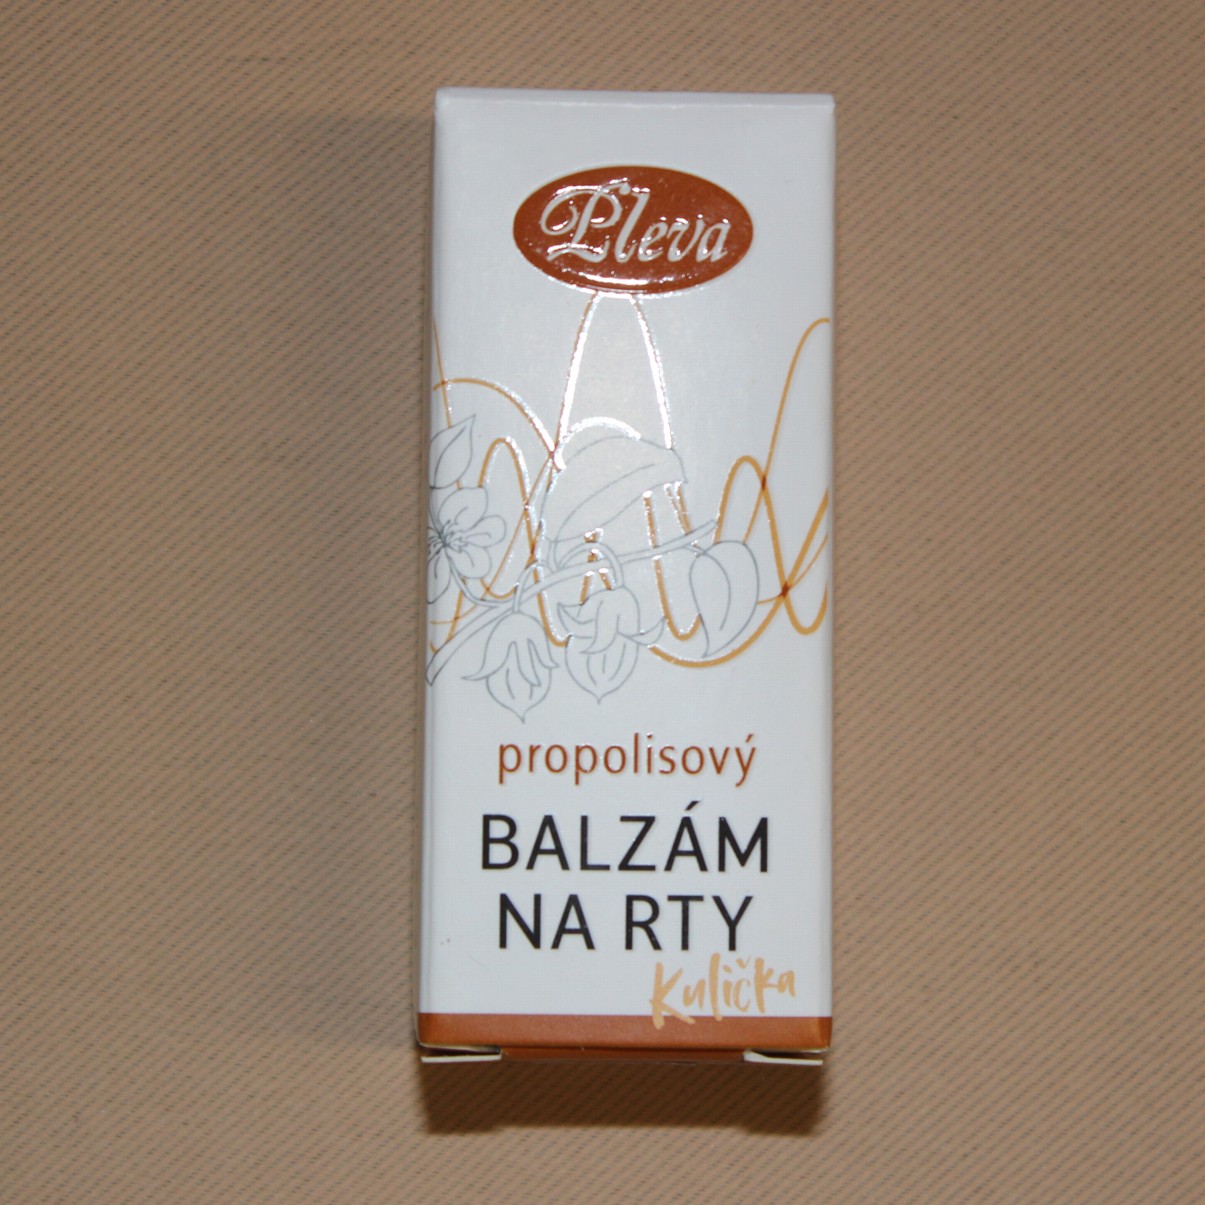 Pleva
propolisový
BALZÁM
NA RTY
Kulička